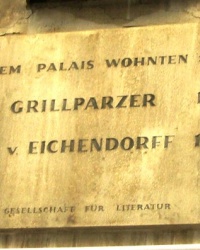 EM PALAIS WOHNTEN
GRILLPARZER
v. EICHENDORFF
GESELLSCHAFT FÜR LITERATUR